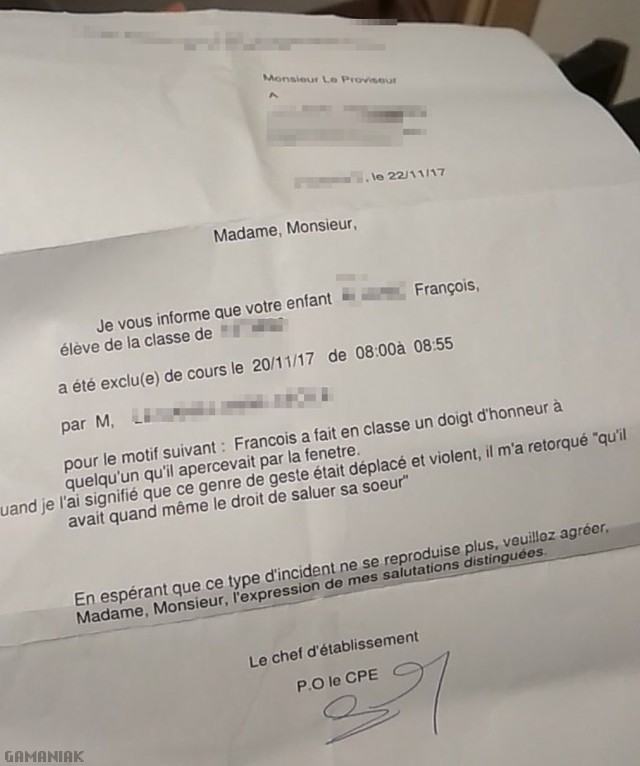 Monsieur Le Proviseur
A
, le 22/11/17
Madame, Monsieur,
Je vous informe que votre enfant François,
élève de la classe de
a été exclu(e) de cours le 20/11/17 de 08:00à 08:55
par M,
pour le motif suivant : Francois a fait en classe un doigt d'honneur à
quelqu'un qu'il apercevait par la fenetre.
uand je l'ai signifié que ce genre de geste était déplacé et violent, il m'a retorqué "qu'il
avait quand même le droit de saluer sa soeur"
En espérant que ce type d'incident ne se reproduise plus, veuillez agréer,
Madame, Monsieur, l'expression de mes salutations distinguées.
Le chef d'établissement
P.O le CPE
GAMANIAK